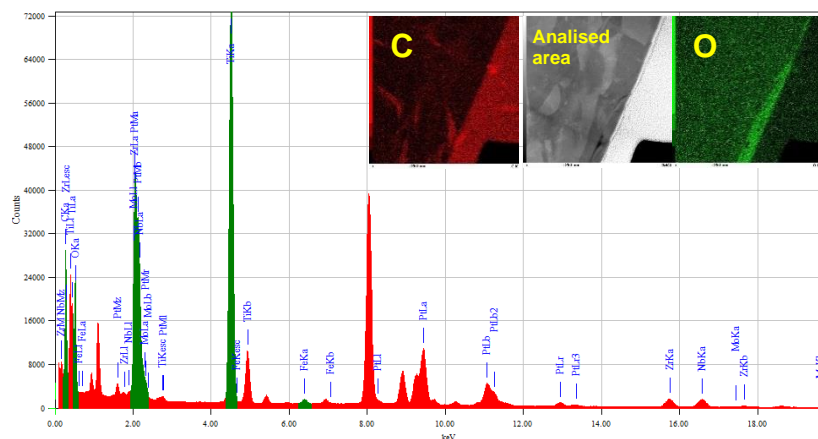 72000
64000
56000
48000
40000
32000
24000
16000
8000
0
Counts
0.00
2.00
4.00
6.00
8.00
10.00
12.00
14.00
16.00
18.00
keV
ZrM NbMz
CKa ZrLesc
TiLl TiLa
OKa
FeLl FeLa
PtMz
ZrLl NbLl
MoLl ZrLa PtMa
NbLa PtMb
MoLa MoLb PtMr
TiKesc PtMl
TiKa
FeKesc
TiKb
FeKa
FeKb
PtLl
PtLa
PtLb
PtLb2
PtLr
PtLr3
ZrKa
NbKa
MoKa
ZrKb
C
Analised
area
O